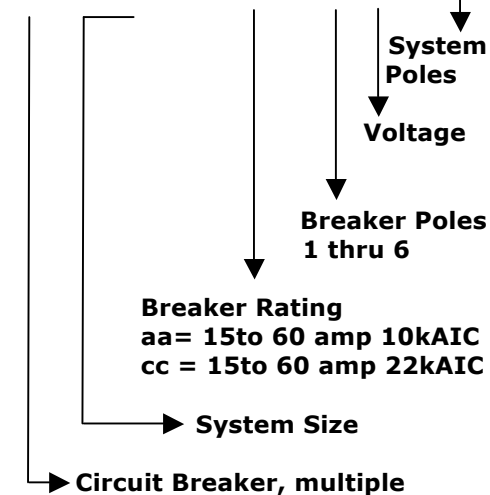 System
Poles
Voltage
Breaker Poles
1 thru 6
Breaker Rating
aa= 15to 60 amp 10kAIC
cc = 15to 60 amp 22kAIC
System Size
Circuit Breaker, multiple